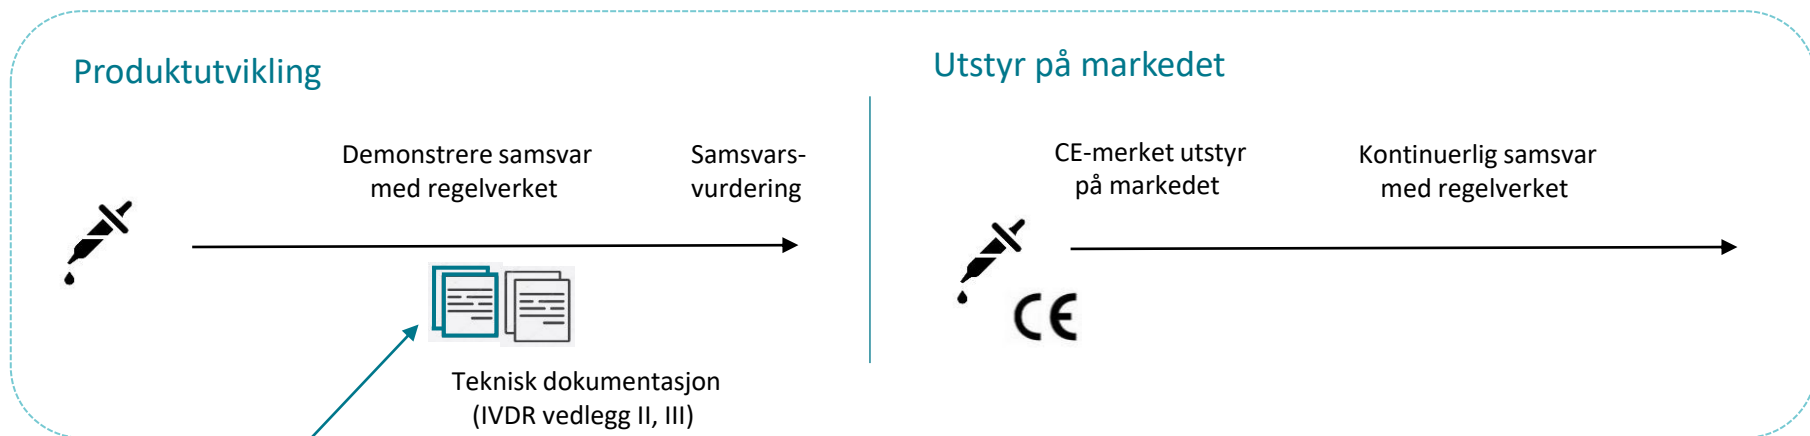 Produktutvikling
Demonstrere samsvar
med regelverket
Samsvars-
vurdering
Teknisk dokumentasjon
(IVDR vedlegg II, III)
Utstyr på markedet
CE-merket utstyr
på markedet
Kontinuerlig samsvar
med regelverket
CE